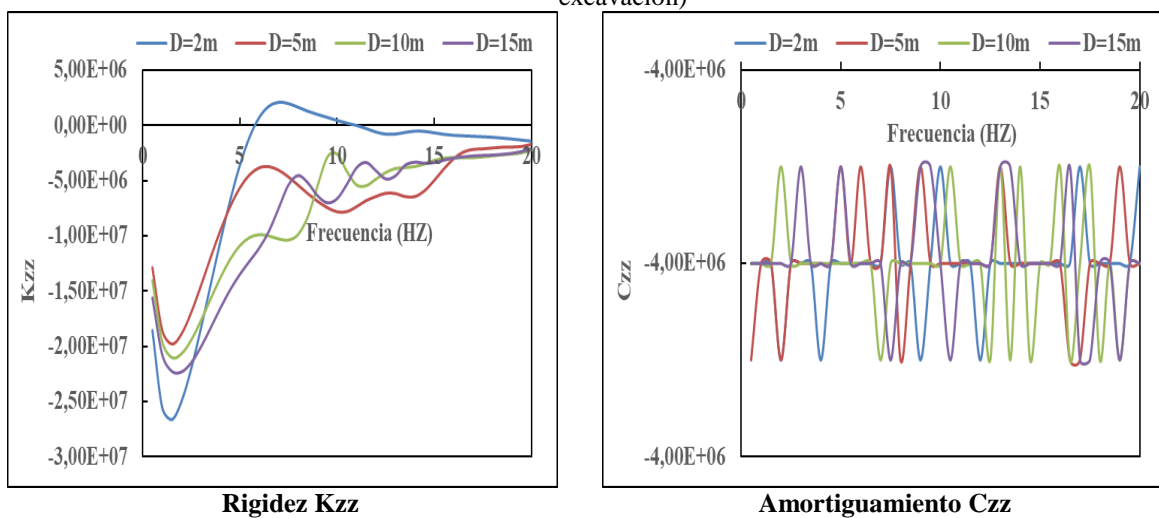 excavación)
D=2m D=5m D=10m D=15m
5,00E+06
0,00E+00
-5,00E+06
-1,00E+07
-1,50E+07
-2,00E+07
-2,50E+07
-3,00E+07
0 5 10 15 20
Frecuencia (HZ)
Kzz
Rigidez Kzz
D=2m D=5m D=10m D=15m
-4,00E+06
-4,00E+06
-4,00E+06
0 5 10 15 20
Frecuencia (HZ)
Czz
Amortiguamiento Czz